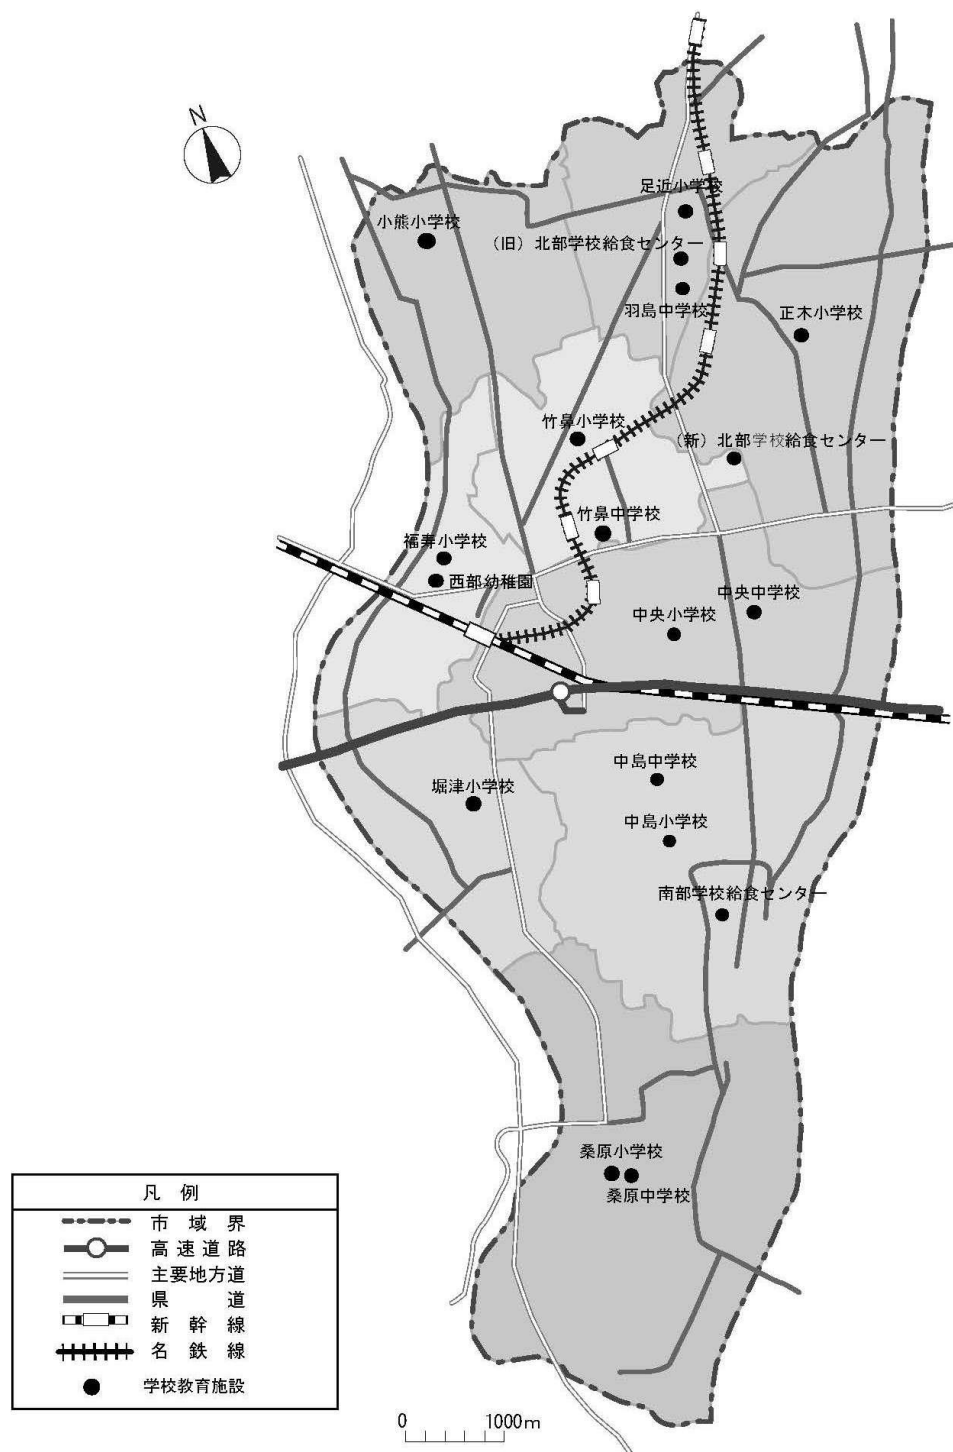 N
足近小学校
小熊小学校
(旧)北部学校給食センター
羽島中学校
正木小学校
竹鼻小学校
(新)北部学校給食センター
竹鼻中学校
福寿小学校
西部幼稚園
中央中学校
中央小学校
中島中学校
堀津小学校
中島小学校
南部学校給食センター
桑原小学校
桑原中学校
凡 例
市 域 界
高 速 道 路
主要地方道
県 道
新 幹 線
名 鉄 線
学校教育施設
0 1000m